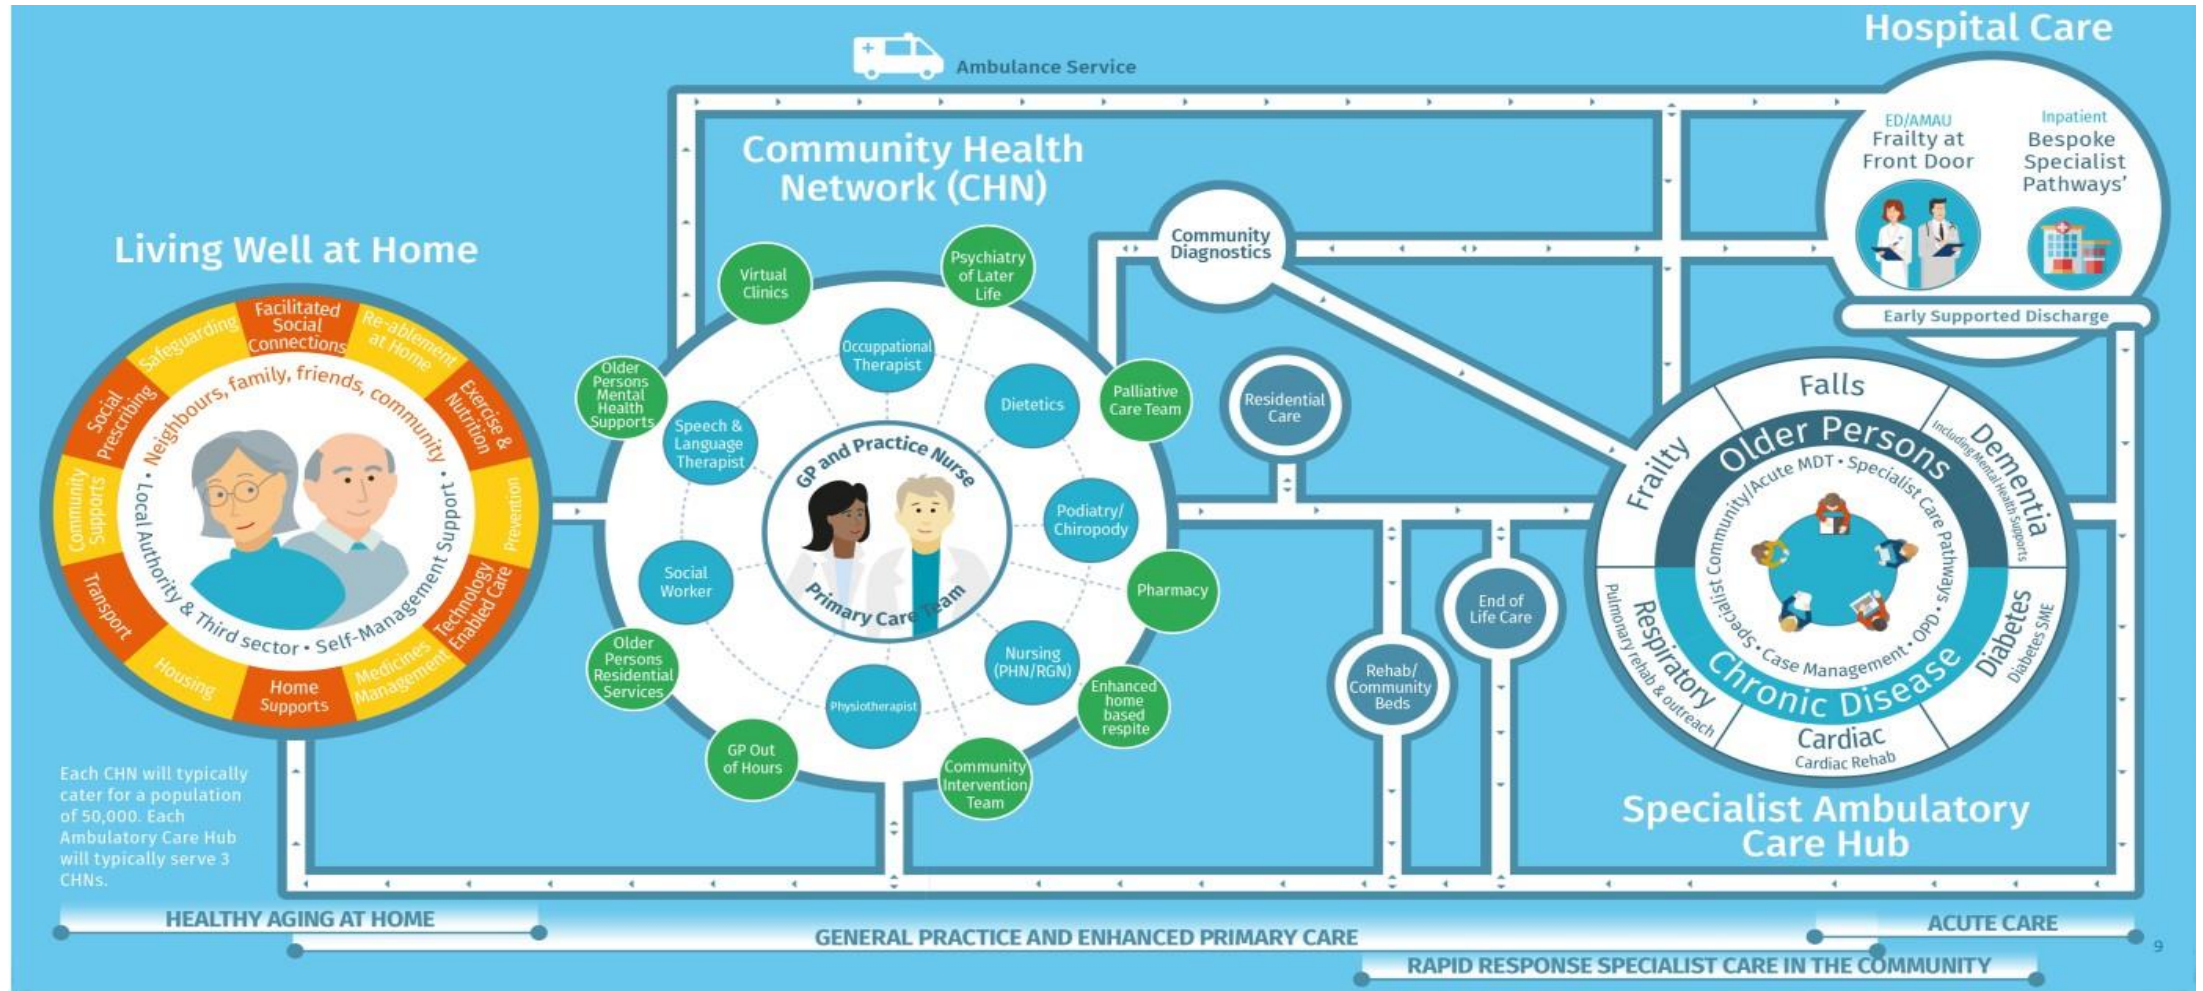 Hospital Care
Ambulance Service
ED/AMAU
Frailty at
Front Door
Inpatient
Bespoke
Specialist
Pathways’
Early Supported Discharge
Community Health
Network (CHN)
Community
Diagnostics
Living Well at Home
Facilitated
Social
Connections
Re-ablement
at Home
Exercise &
Nutrition
Prevention
Technology
Enabled Care
Medicines
Management
Home
Supports
Housing
Transport
Community
Supports
Social
Prescribing
Safeguarding
• Neighbours, family, friends, community •
Local Authority & Third sector • Self-Management Support
Virtual
Clinics
Psychiatry
of Later
Life
Older
Persons
Mental
Health
Supports
Palliative
Care Team
Pharmacy
Enhanced
home
based
respite
Community
Intervention
Team
GP Out
of Hours
Older
Persons
Residential
Services
Occuppational
Therapist
Dietetics
Podiatry/
Chiropody
Nursing
(PHN/RGN)
Physiotherapist
Social
Worker
Speech &
Language
Therapist
GP and Practice Nurse
Primary Care Team
Residential
Care
End of
Life Care
Rehab/
Community
Beds
Falls
Dementia
Including Mental Health Supports
Diabetes
Diabetes SME
Cardiac
Cardiac Rehab
Respiratory
Pulmonary rehab & outreach
Frailty
Older Persons
Chronic Disease
Specialist Community/Acute MDT • Specialist Care Pathways • OPD • Case Management •
Specialist Ambulatory
Care Hub
Each CHN will typically
cater for a population
of 50,000. Each
Ambulatory Care Hub
will typically serve 3
CHNs.
HEALTHY AGING AT HOME
GENERAL PRACTICE AND ENHANCED PRIMARY CARE
ACUTE CARE
RAPID RESPONSE SPECIALIST CARE IN THE COMMUNITY
9